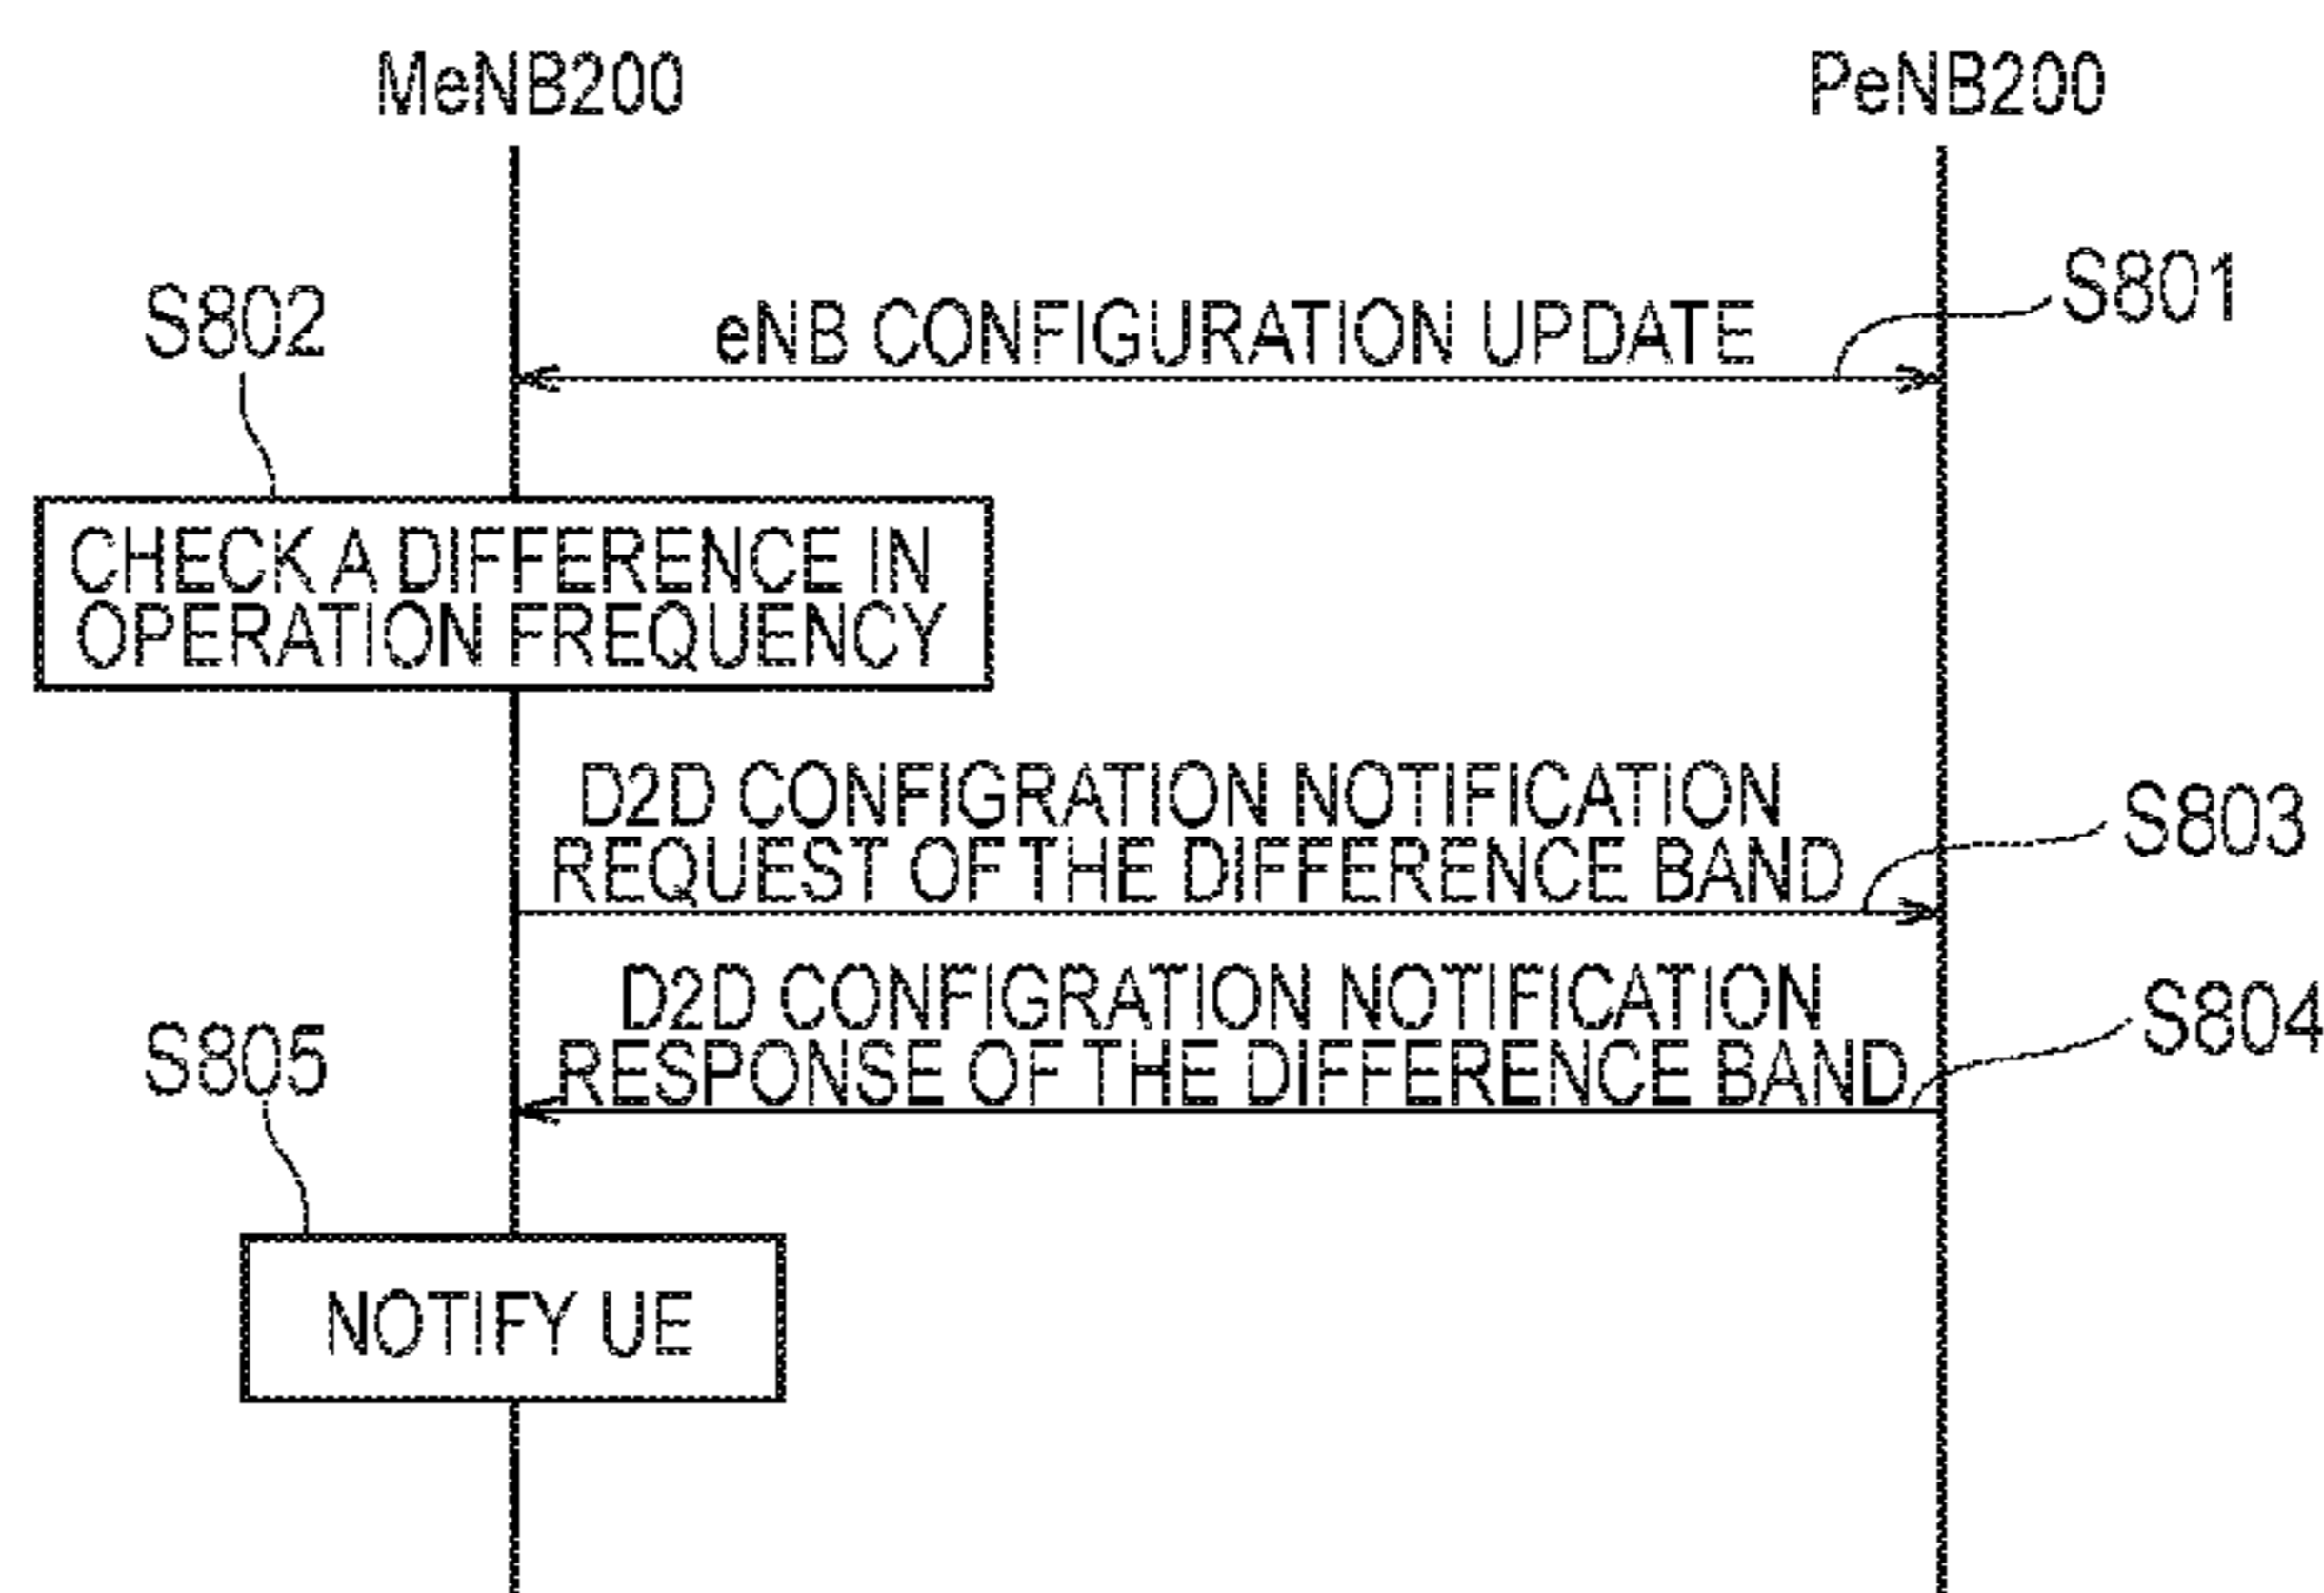 MeNB200
PeNB200
S801
eNB CONFIGURATION UPDATE
S802
CHECK A DIFFERENCE IN
OPERATION FREQUENCY
D2D CONFIGRATION NOTIFICATION
REQUEST OF THE DIFFERENCE BAND
S803
D2D CONFIGRATION NOTIFICATION
RESPONSE OF THE DIFFERENCE BAND
S804
S805
NOTIFY UE